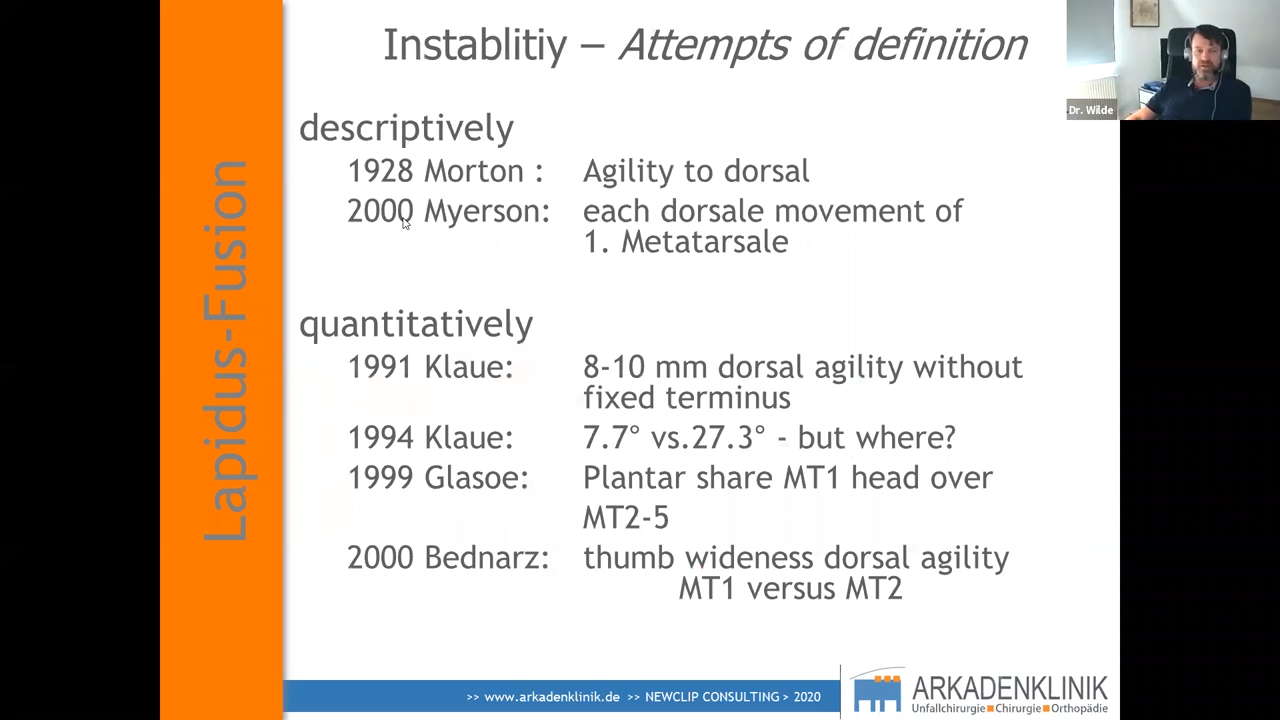 Instablitiy – Attempts of definition
Dr. Wilde
Lapidus-Fusion
descriptively
1928 Morton : Agility to dorsal
2000 Myerson: each dorsale movement of
1. Metatarsale
quantitatively
1991 Klaue: 8-10 mm dorsal agility without
fixed terminus
1994 Klaue: 7.7° vs.27.3° - but where?
1999 Glasoe: Plantar share MT1 head over
MT2-5
2000 Bednarz: thumb wideness dorsal agility
MT1 versus MT2
>> www.arkadenklinik.de >> NEWCLIP CONSULTING > 2020
ARKADENKLINIK
Unfallchirurgie ■ Chirurgie ■ Orthopädie